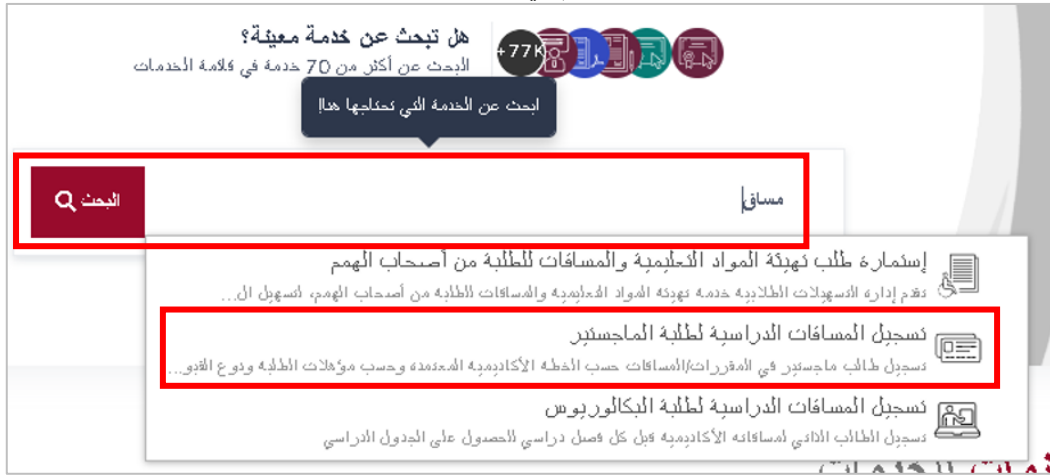 هل تبحث عن خدمة معينة؟
البحث عن أكثر من 70 خدمة في قائمة الخدمات
+77K
ابحث عن الخدمة التي تحتاجها هنا!
مساق
البحث
إستمارة طلب تهيئة المواد التعليمية والمساقات للطلبة من أصحاب الهمم
تقدم إدارة التسهيلات الطلابية خدمة تهيئة المواد التعليمية والمساقات للطلبة من أصحاب الهمم، لتسهيل ال...
تسجيل المساقات الدراسية لطلبة الماجستير
تسجيل طالب ماجستير في المقررات/المساقات حسب الخطة الأكاديمية المعتمدة وحسب مؤهلات الطلبة ونوع القبو...
تسجيل المساقات الدراسية لطلبة البكالوريوس
تسجيل الطالب الذاتي لمساقاته الأكاديمية قبل كل فصل دراسي للحصول على الجدول الدراسي